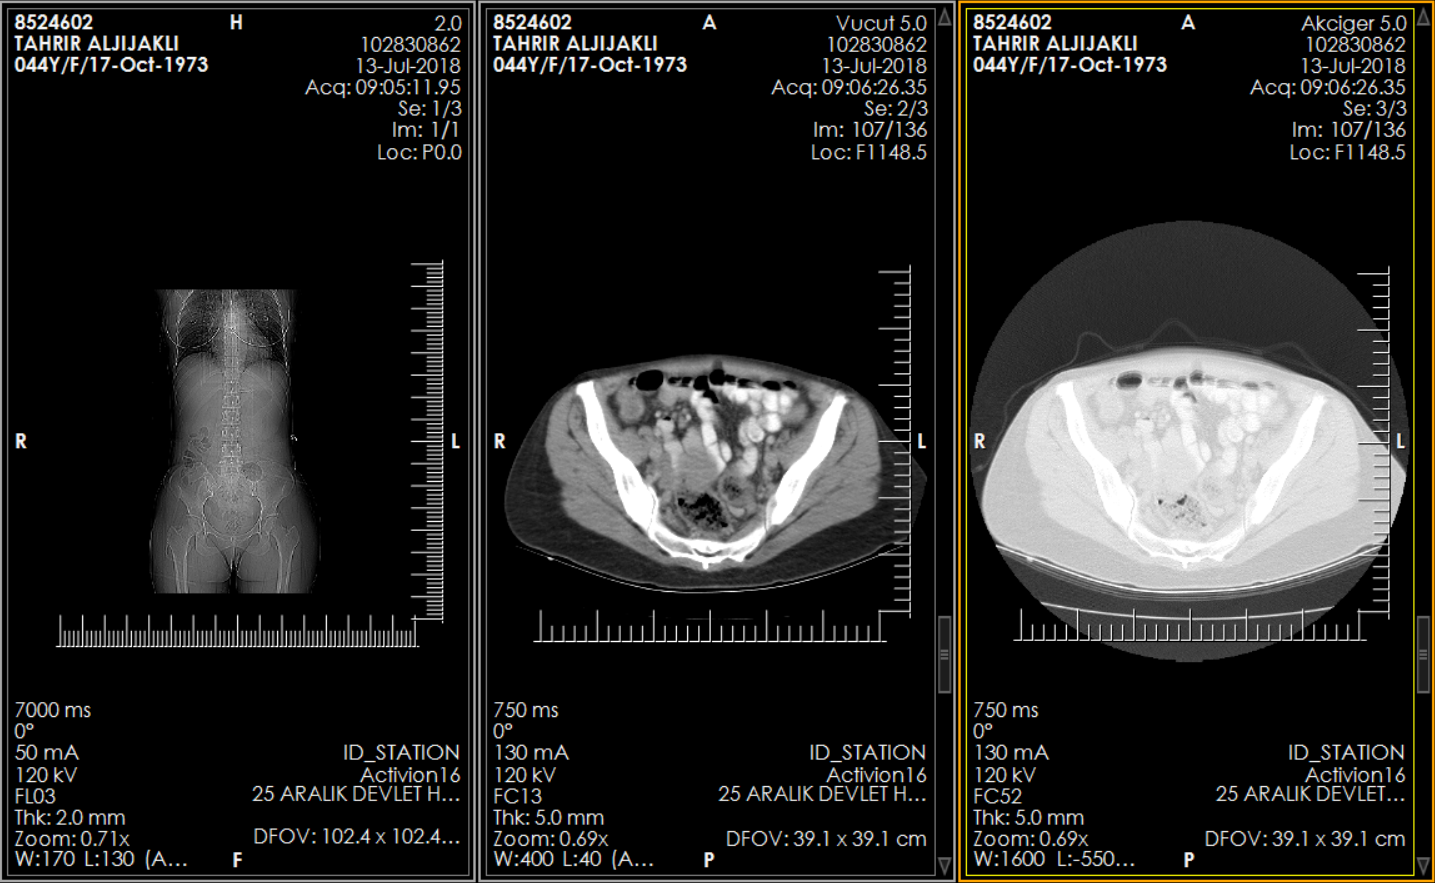 8524602
H
2.0
TAHRIR ALJIJAKLI
102830862
044Y/F/17-Oct-1973
13-Jul-2018
Acq: 09:05:11.95
Se: 1/3
Im: 1/1
Loc: P0.0
R
L
7000 ms
0°
50 mA
ID_STATION
120 kV
Activion16
FL03
25 ARALIK DEVLET H...
Thk: 2.0 mm
Zoom: 0.71x
DFOV: 102.4 x 102.4...
W:170 L:130 (A...
F
8524602
A
Vucut 5.0
TAHRIR ALJIJAKLI
102830862
044Y/F/17-Oct-1973
13-Jul-2018
Acq: 09:06:26.35
Se: 2/3
Im: 107/136
Loc: F1148.5
R
L
750 ms
0°
130 mA
ID_STATION
120 kV
Activion16
FC13
25 ARALIK DEVLET H...
Thk: 5.0 mm
Zoom: 0.69x
DFOV: 39.1 x 39.1 cm
W:400 L:40 (A...
P
8524602
A
Akciger 5.0
TAHRIR ALJIJAKLI
102830862
044Y/F/17-Oct-1973
13-Jul-2018
Acq: 09:06:26.35
Se: 3/3
Im: 107/136
Loc: F1148.5
R
L
750 ms
0°
130 mA
ID_STATION
120 kV
Activion16
FC52
25 ARALIK DEVLET...
Thk: 5.0 mm
Zoom: 0.69x
DFOV: 39.1 x 39.1 cm
W:1600 L:-550...
P